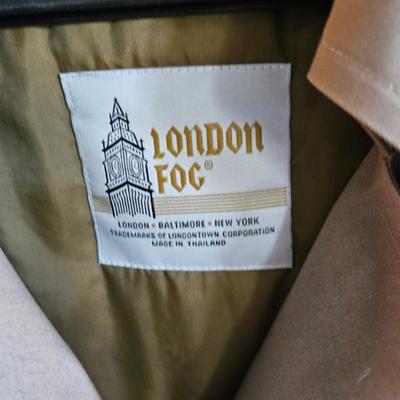 LONDON
FOG®
LONDON • BALTIMORE • NEW YORK
TRADEMARKS OF LONDONTOWN CORPORATION
MADE IN THAILAND